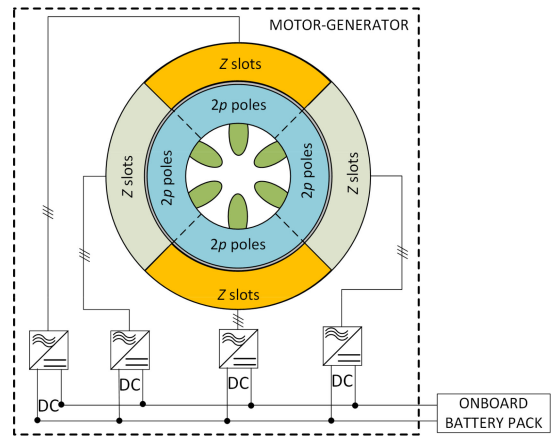 MOTOR-GENERATOR
Z slots
2p poles
Z slots
2p poles
2p poles
Z slots
2p poles
Z slots
DC
DC
DC
DC
ONBOARD
BATTERY PACK